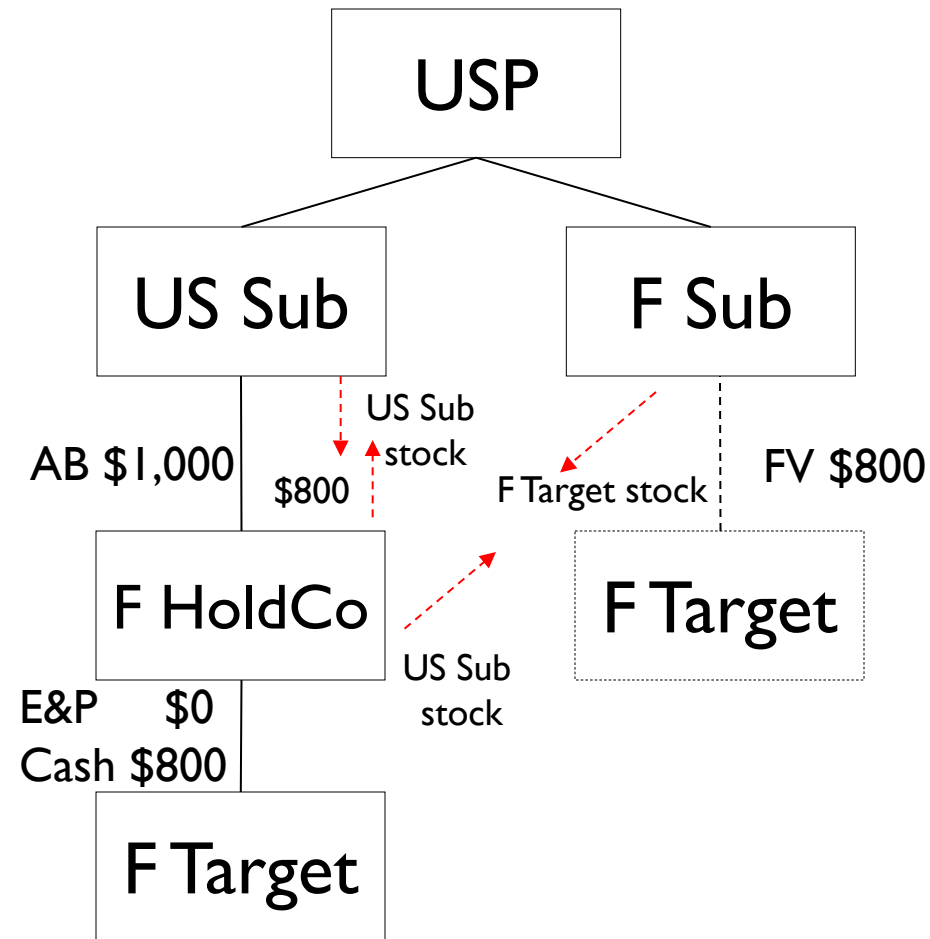 USP
US Sub
F Sub
US Sub
stock
AB $1,000
$800
F Target stock
FV $800
F HoldCo
F Target
US Sub
stock
E&P $0
Cash $800
F Target